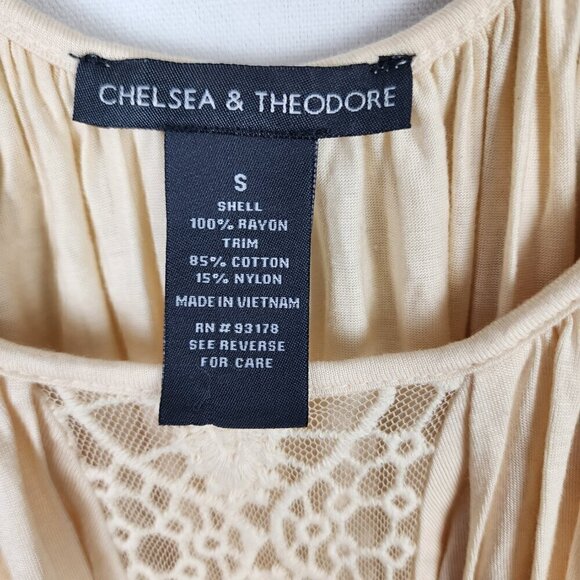 CHELSEA & THEODORE
S
SHELL
100% RAYON
TRIM
85% COTTON
15% NYLON
MADE IN VIETNAM
RN # 93178
SEE REVERSE
FOR CARE